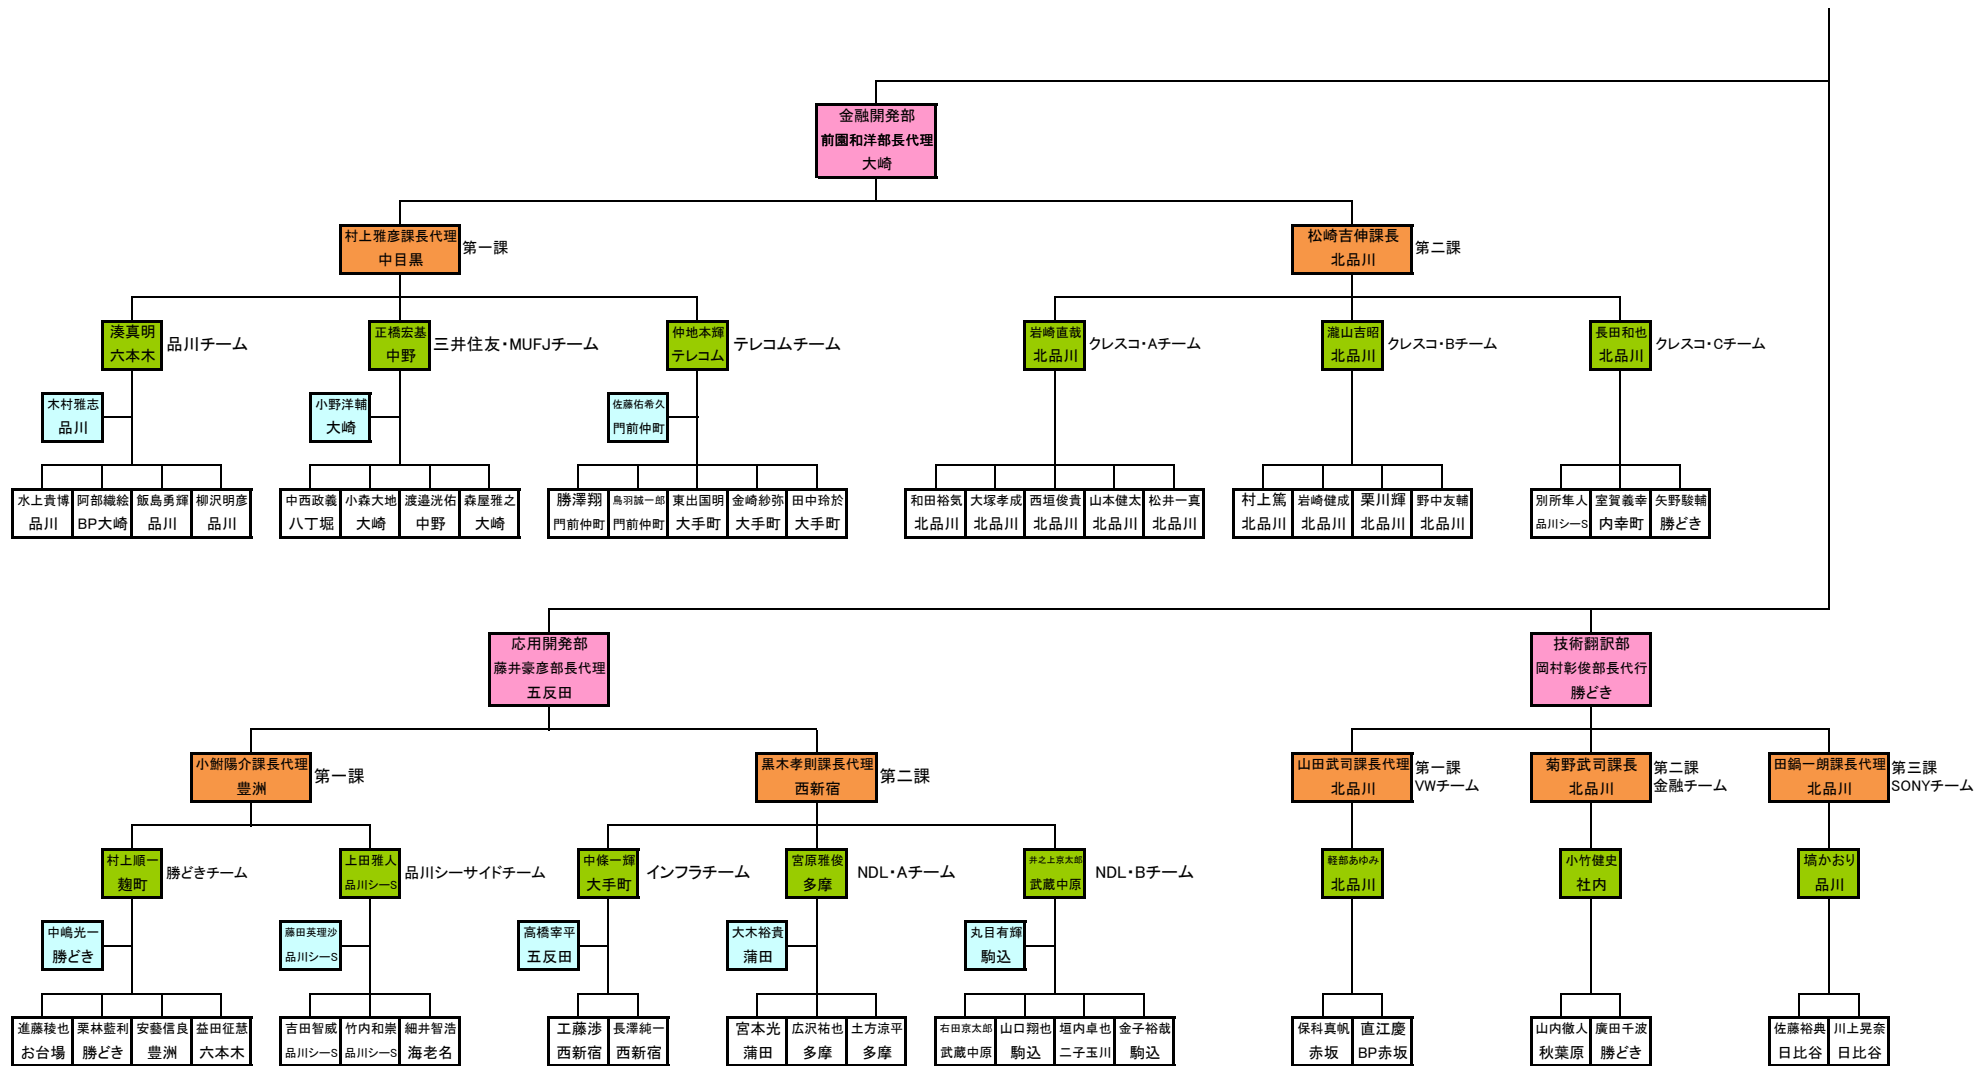 金融開発部
前園和洋部長代理
大崎
村上雅彦課長代理
中目黒
第一課
松崎吉伸課長
北品川
第二課
湊真明
六本木
品川チーム
正橋宏基
中野
三井住友・MUFJチーム
仲地本輝
テレコム
テレコムチーム
岩崎直哉
北品川
クレスコ・Aチーム
瀧山吉昭
北品川
クレスコ・Bチーム
長田和也
北品川
クレスコ・Cチーム
木村雅志
品川
小野洋輔
大崎
佐藤佑希久
門前仲町
水上貴博
品川
阿部織絵
BP大崎
飯島勇輝
品川
柳沢明彦
品川
中西政義
八丁堀
小森大地
大崎
渡邉洸佑
中野
森屋雅之
大崎
勝澤翔
門前仲町
鳥羽誠一郎
門前仲町
東出国明
大手町
金崎紗弥
大手町
田中玲於
大手町
和田裕気
北品川
大塚孝成
北品川
西垣俊貴
北品川
山本健太
北品川
松井一真
北品川
村上篤
北品川
岩崎健成
北品川
栗川輝
北品川
野中友輔
北品川
別所隼人
品川シーS
室賀義幸
内幸町
矢野駿輔
勝どき
応用開発部
藤井豪彦部長代理
五反田
技術翻訳部
岡村彰俊部長代行
勝どき
小鮒陽介課長代理
豊洲
第一課
黒木孝則課長代理
西新宿
第二課
山田武司課長代理
北品川
第一課
VWチーム
菊野武司課長
北品川
第二課
金融チーム
田鍋一朗課長代理
北品川
第三課
SONYチーム
村上順一
麹町
勝どきチーム
上田雅人
品川シーS
品川シーサイドチーム
中條一輝
大手町
インフラチーム
宮原雅俊
多摩
NDL・Aチーム
井之上京太郎
武蔵中原
NDL・Bチーム
軽部あゆみ
北品川
小竹健史
社内
塙かおり
品川
中嶋光一
勝どき
藤田英理沙
品川シーS
高橋宰平
五反田
大木裕貴
蒲田
丸目有輝
駒込
進藤稜也
お台場
栗林藍利
勝どき
安藝信良
豊洲
益田征慧
六本木
吉田智威
品川シーS
竹内和崇
品川シーS
細井智浩
海老名
工藤渉
西新宿
長澤純一
西新宿
宮本光
蒲田
広沢祐也
多摩
土方涼平
多摩
右田京太郎
武蔵中原
山口翔也
駒込
垣内卓也
二子玉川
金子裕哉
駒込
保科真帆
赤坂
直江慶
BP赤坂
山内徹人
秋葉原
廣田千波
勝どき
佐藤裕典
日比谷
川上晃奈
日比谷